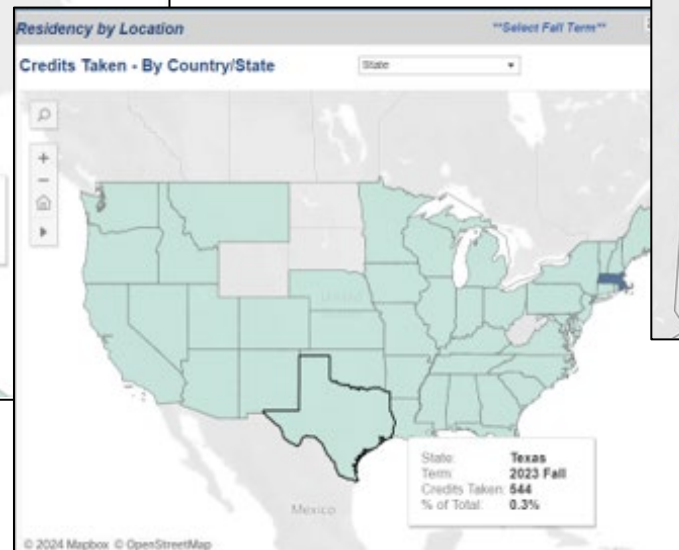 Residency by Location
**Select Fall Term**
Credits Taken - By Country/State
State
State: Texas
Term: 2023 Fall
Credits Taken: 544
% of Total: 0.3%
Mexico
© 2024 Mapbox © OpenStreetMap